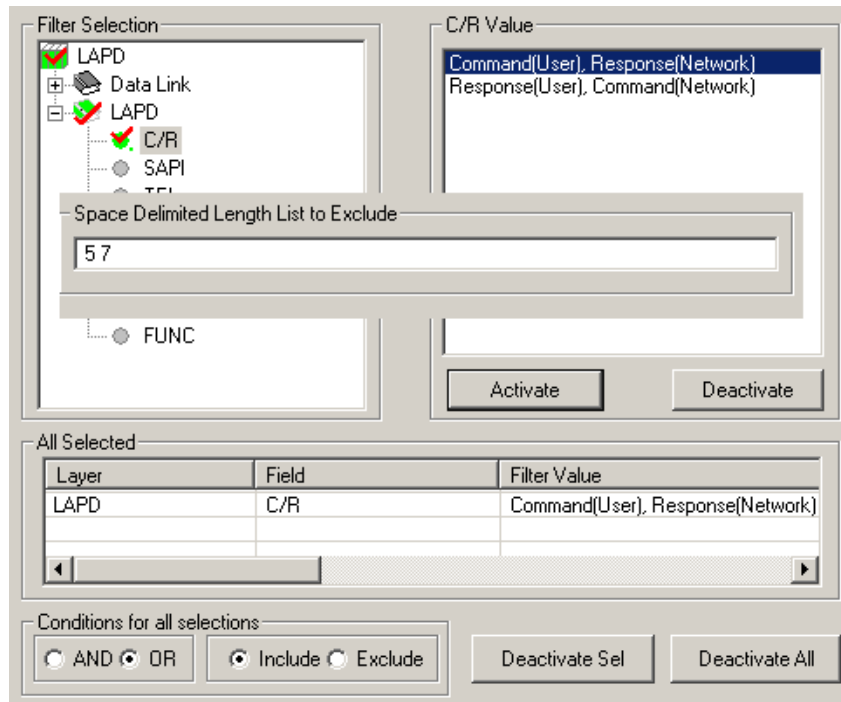 Filter Selection
LAPD
Data Link
LAPD
C/R
SAPI
Space Delimited Length List to Exclude
5 7
FUNC
C/R Value
Command(User), Response(Network)
Response(User), Command(Network)
Activate
Deactivate
All Selected
Layer Field Filter Value
LAPD C/R Command(User), Response(Network)
Conditions for all selections
AND OR Include Exclude
Deactivate Sel Deactivate All